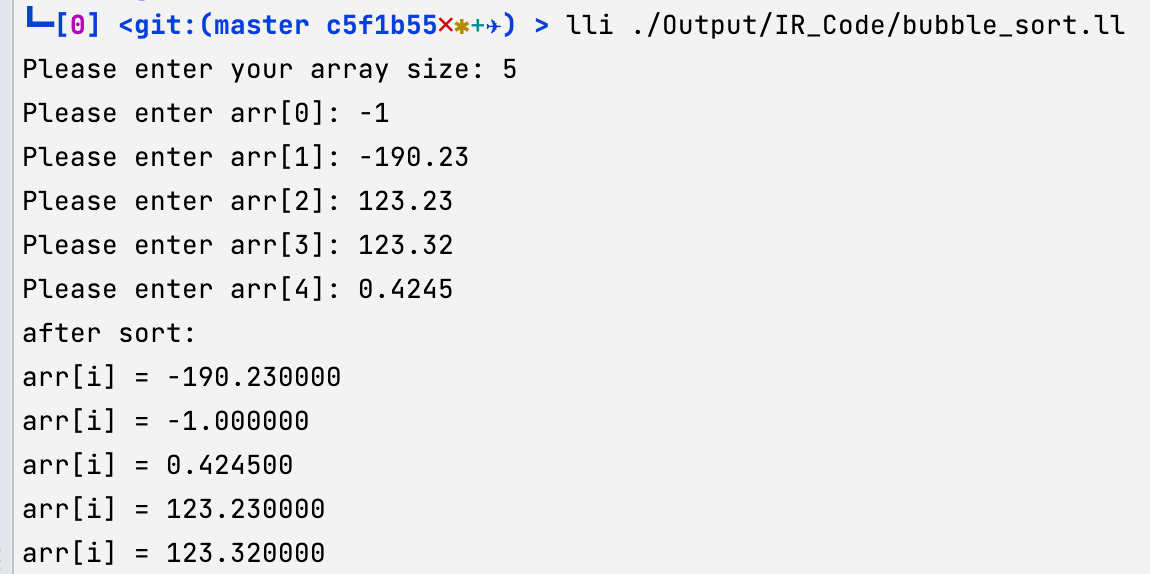 └─[0] <git:(master c5f1b55✗✱+✈) > lli ./Output/IR_Code/bubble_sort.ll
Please enter your array size: 5
Please enter arr[0]: -1
Please enter arr[1]: -190.23
Please enter arr[2]: 123.23
Please enter arr[3]: 123.32
Please enter arr[4]: 0.4245
after sort:
arr[i] = -190.230000
arr[i] = -1.000000
arr[i] = 0.424500
arr[i] = 123.230000
arr[i] = 123.320000